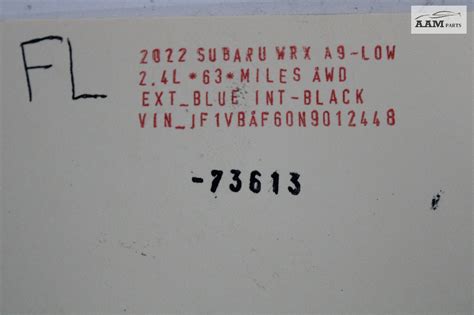 AAM
PARTS
FL
2022 SUBARU WRX A9-LOW
2.4L*63*MILES AWD
EXT_BLUE INT-BLACK
VIN_JF1VBAF60N9012448
-73613